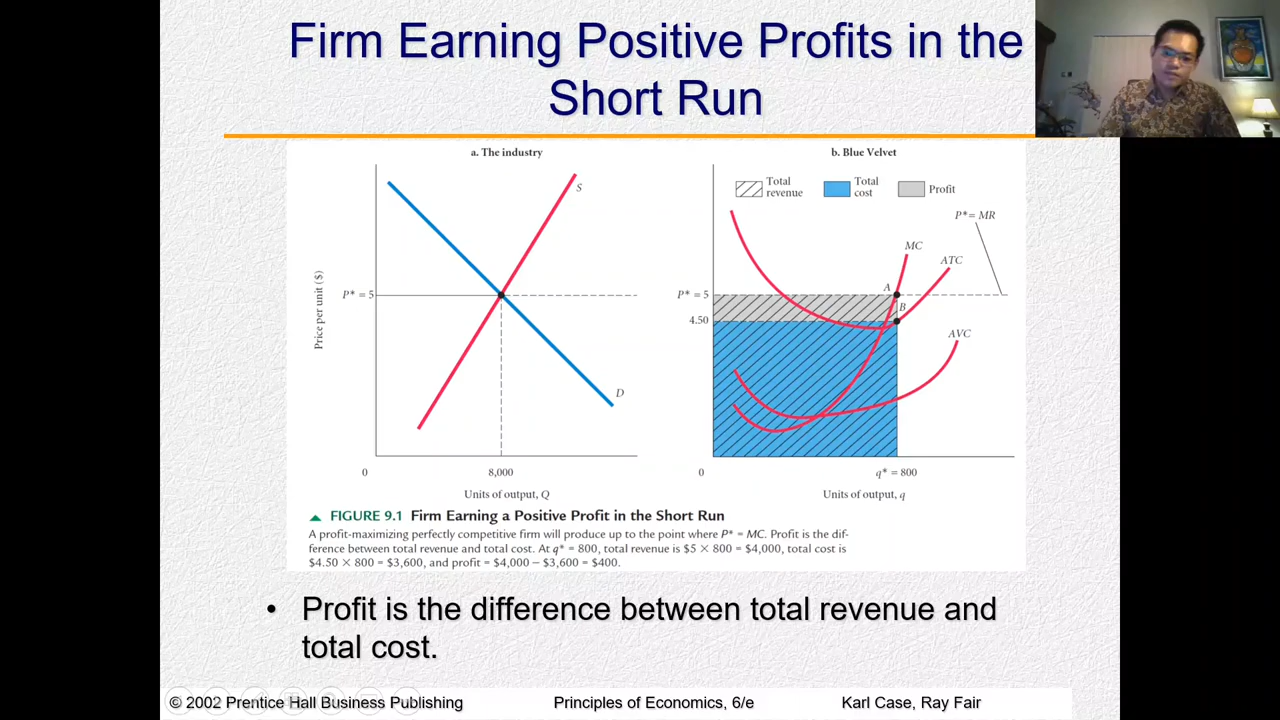 Firm Earning Positive Profits in the
Short Run
a. The industry
S
P* = 5
Price per unit ($)
D
0
8,000
Units of output, Q
b. Blue Velvet
Total
revenue
Total
cost
Profit
P* = MR
MC
ATC
A
P* = 5
B
4.50
AVC
0
q* = 800
Units of output, q
▲ FIGURE 9.1 Firm Earning a Positive Profit in the Short Run
A profit-maximizing perfectly competitive firm will produce up to the point where P* = MC. Profit is the dif-
ference between total revenue and total cost. At q* = 800, total revenue is $5 × 800 = $4,000, total cost is
$4.50 × 800 = $3,600, and profit = $4,000 − $3,600 = $400.
• Profit is the difference between total revenue and
total cost.
© 2002 Prentice Hall Business Publishing
Principles of Economics, 6/e
Karl Case, Ray Fair